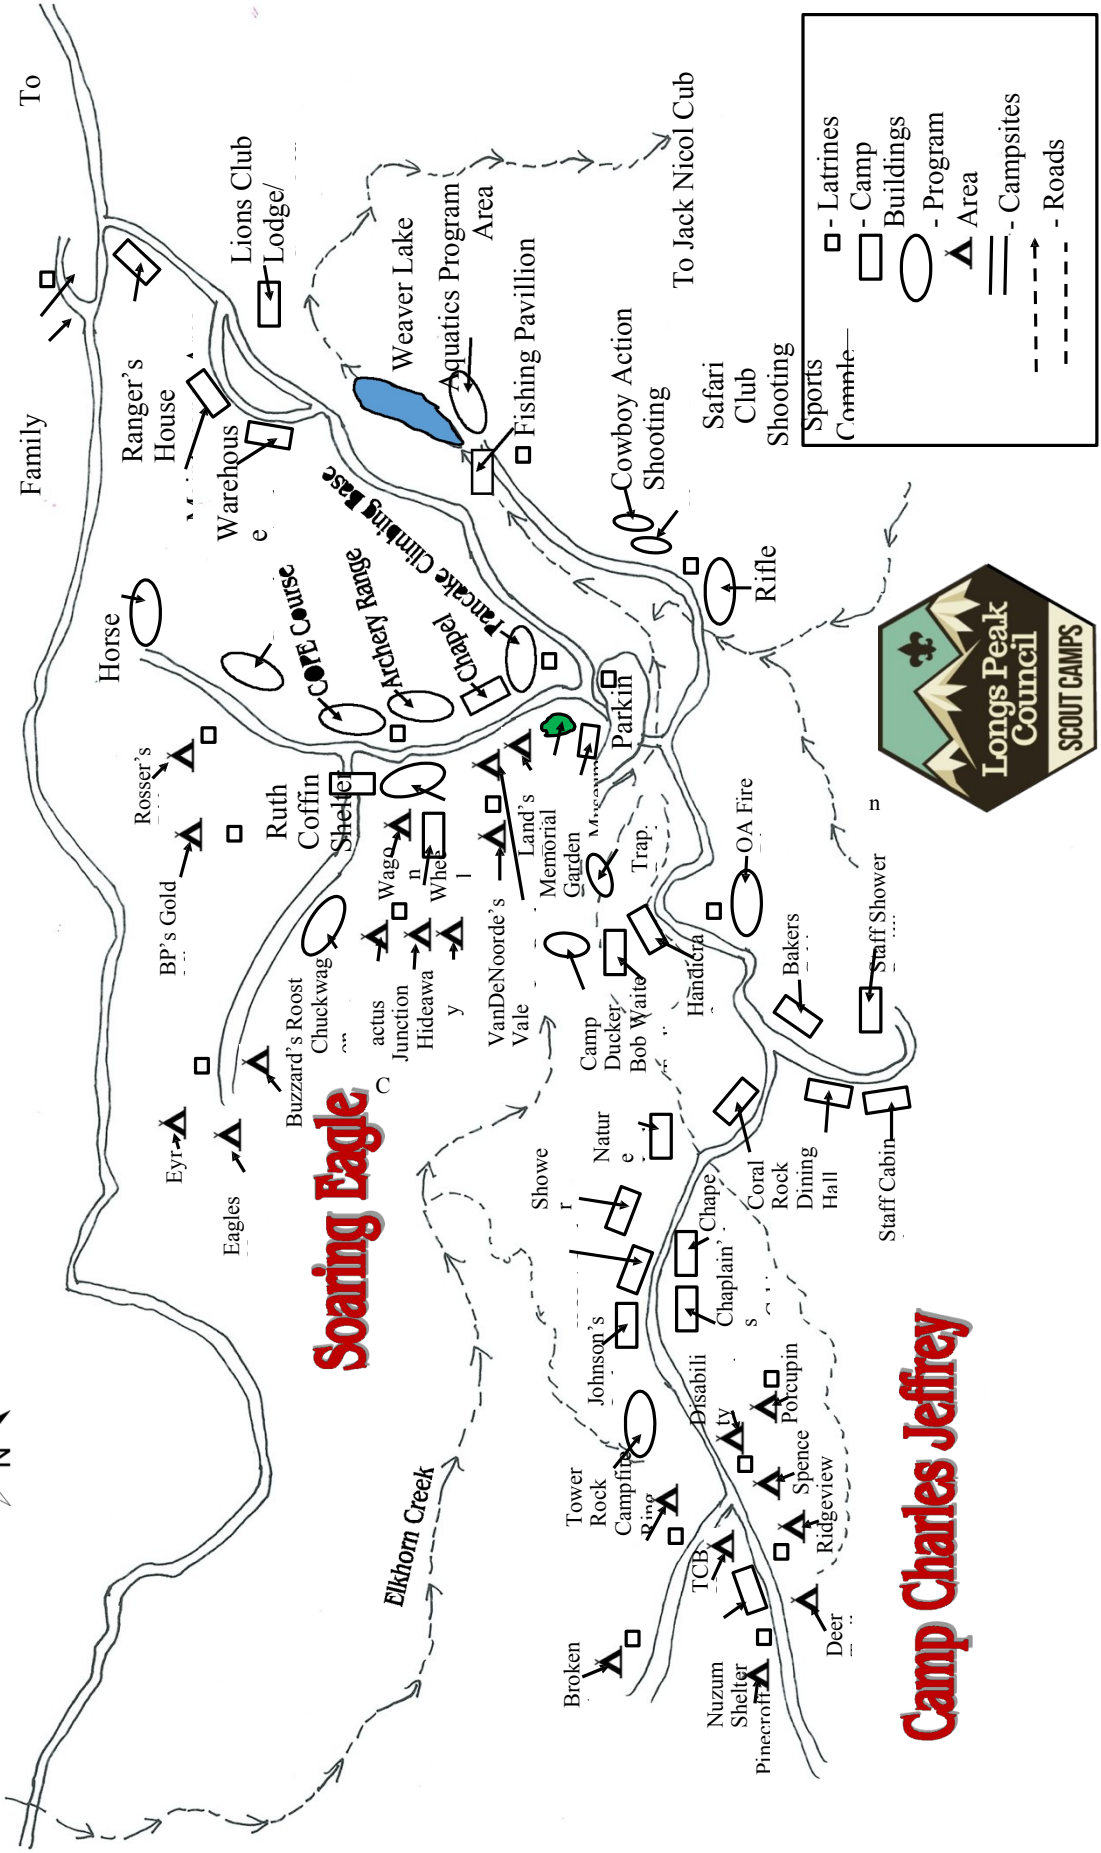 To
Family
Lions Club
Lodge/
Ranger's
House
Warehous
e
Weaver Lake
Aquatics Program
Area
Fishing Pavillion
To Jack Nicol Cub
Cowboy Action
Shooting
Safari
Club
Shooting
Sports
- Latrines
- Camp
Buildings
- Program
Area
- Campsites
- Roads
Pancake Climbing Base
Horse
COPE Course
Archery Range
Chapel
Parkin
Rifle
Longs Peak
Council
SCOUT CAMPS
Rosser's
BP's Gold
Ruth
Coffin
Shelter
Wago
n
Whee
l
Land's
Memorial
Garden
Museum
Trap
OA Fire
n
Buzzard's Roost
Chuckwag
on
C
actus
Junction
Hideawa
y
VanDeNoorde's
Vale
Camp
Ducker
Bob Waite
Handicra
Bakers
Staff Shower
Eyr
Eagles
Soaring Eagle
Showe
r
Natur
e
Coral
Rock
Dining
Hall
Staff Cabin
Chape
Chaplain'
s
Johnson's
Elkhorn Creek
Tower
Rock
Campfire
Ring
Disabili
ty
Porcupin
Spence
Ridgeview
TCB
Deer
Broken
Nuzum
Shelter
Pinecroft
Camp Charles Jeffrey
N